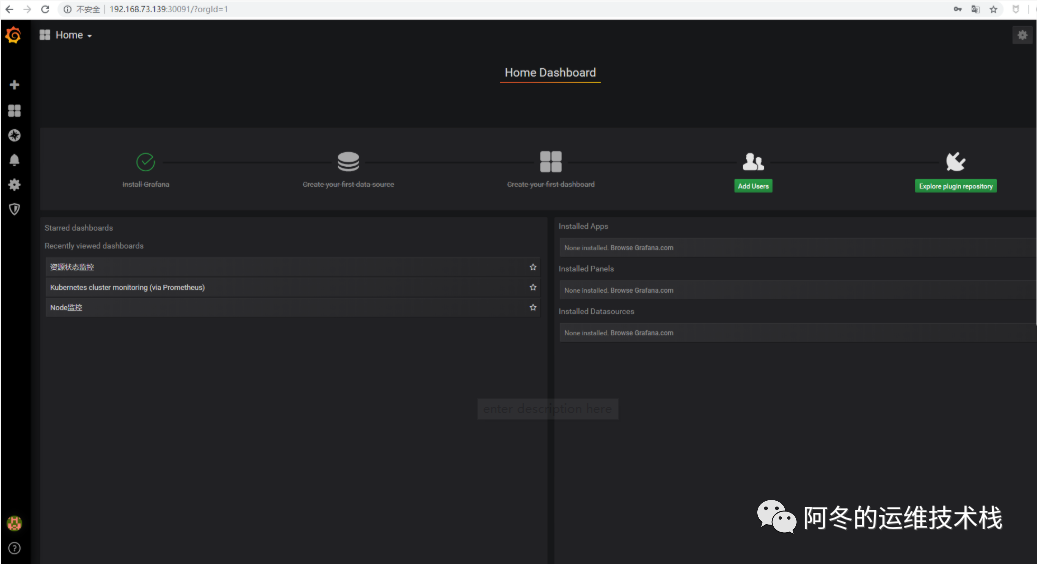 不安全 192.168.73.139:30091/?orgId=1
Home
Home Dashboard
Install Grafana
Create your first data source
Create your first dashboard
Add Users
Explore plugin repository
Starred dashboards
Recently viewed dashboards
资源状态监控
Kubernetes cluster monitoring (via Prometheus)
Node监控
Installed Apps
None installed. Browse Grafana.com
Installed Panels
None installed. Browse Grafana.com
Installed Datasources
None installed. Browse Grafana.com
enter description here
阿冬的运维技术栈